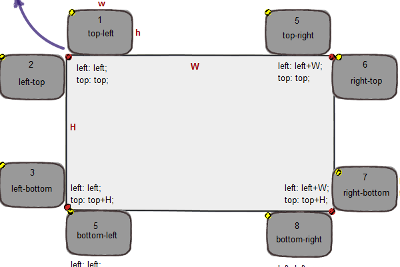 w
1
top-left
h
5
top-right
2
left-top
left: left;
top: top;
W
left: left+W;
top: top;
6
right-top
H
3
left-bottom
left: left;
top: top+H;
left: left+W;
top: top+H;
7
right-bottom
5
bottom-left
8
bottom-right
left: left;